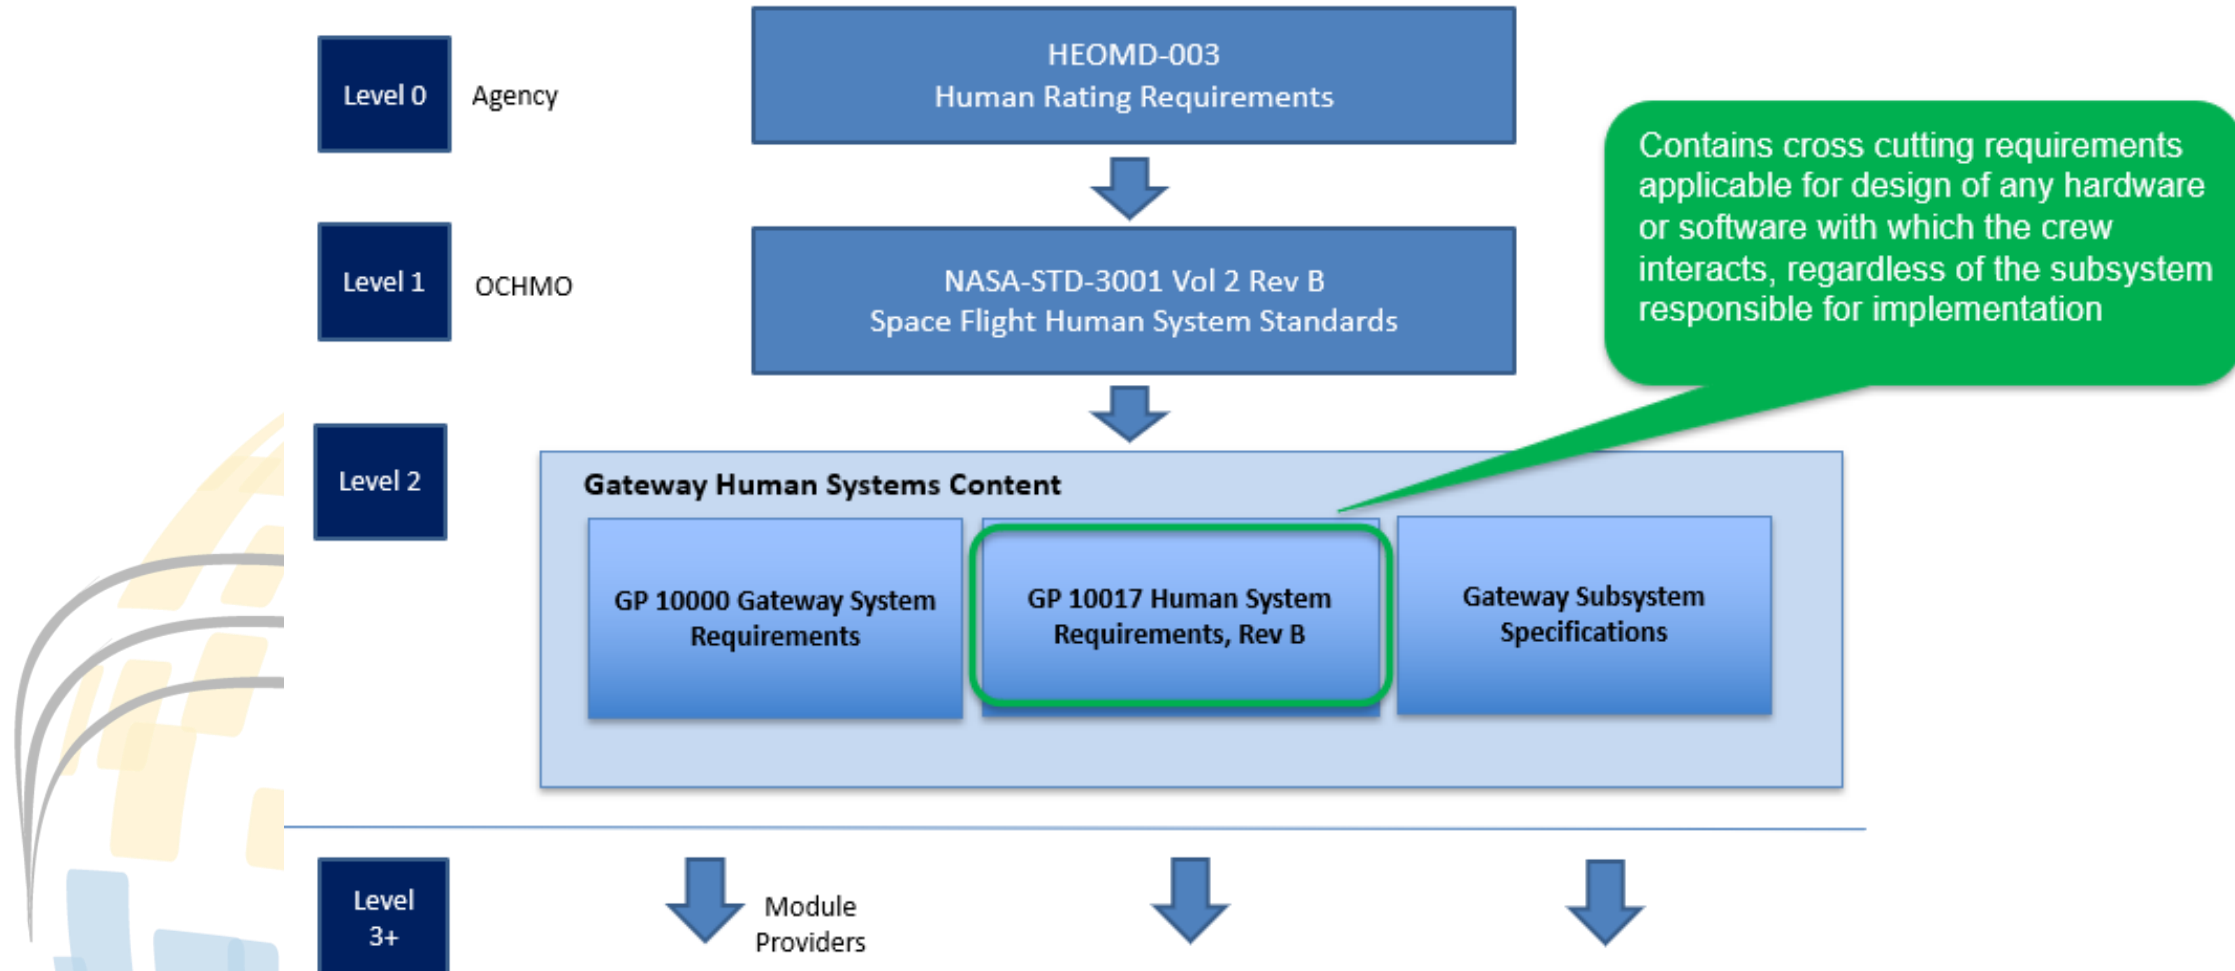 Level 0
Agency
HEOMD-003
Human Rating Requirements
Contains cross cutting requirements
applicable for design of any hardware
or software with which the crew
interacts, regardless of the subsystem
responsible for implementation
Level 1
OCHMO
NASA-STD-3001 Vol 2 Rev B
Space Flight Human System Standards
Level 2
Gateway Human Systems Content
GP 10000 Gateway System
Requirements
GP 10017 Human System
Requirements, Rev B
Gateway Subsystem
Specifications
Level
3+
Module
Providers